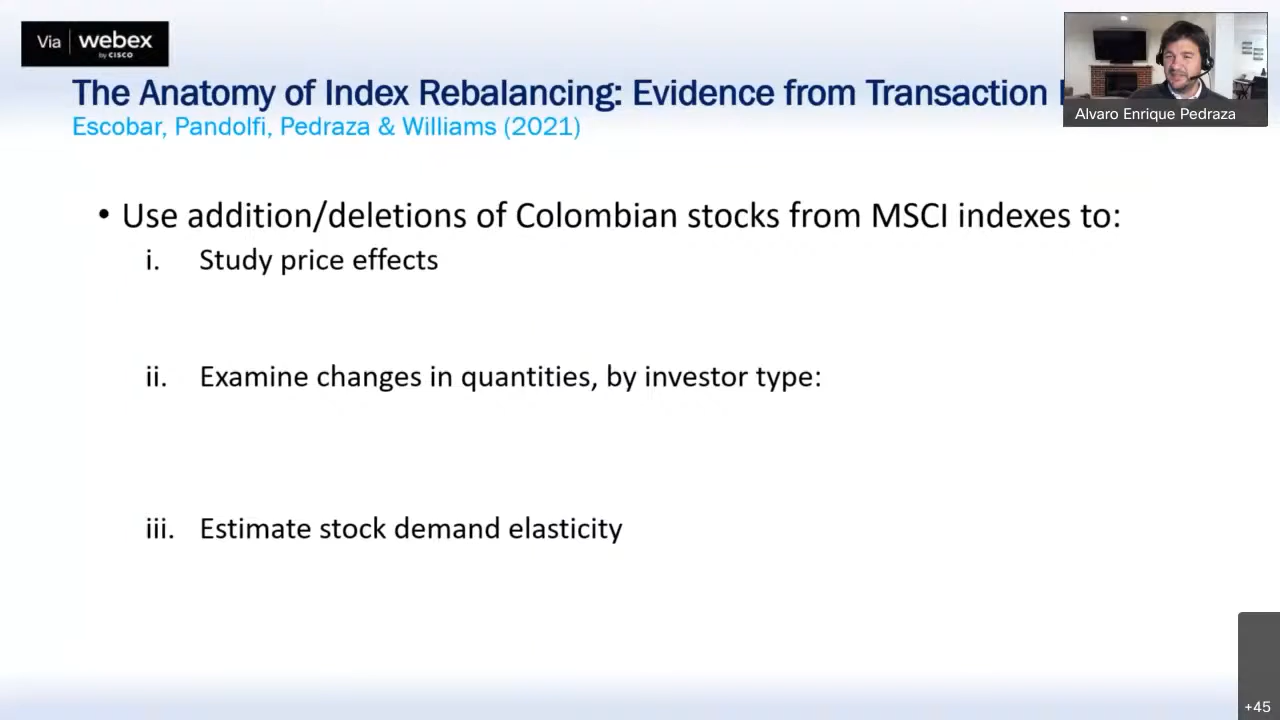 Via webex
by CISCO
The Anatomy of Index Rebalancing: Evidence from Transaction
Escobar, Pandolfi, Pedraza & Williams (2021)
Alvaro Enrique Pedraza
• Use addition/deletions of Colombian stocks from MSCI indexes to:
i. Study price effects
ii. Examine changes in quantities, by investor type:
iii. Estimate stock demand elasticity
+45